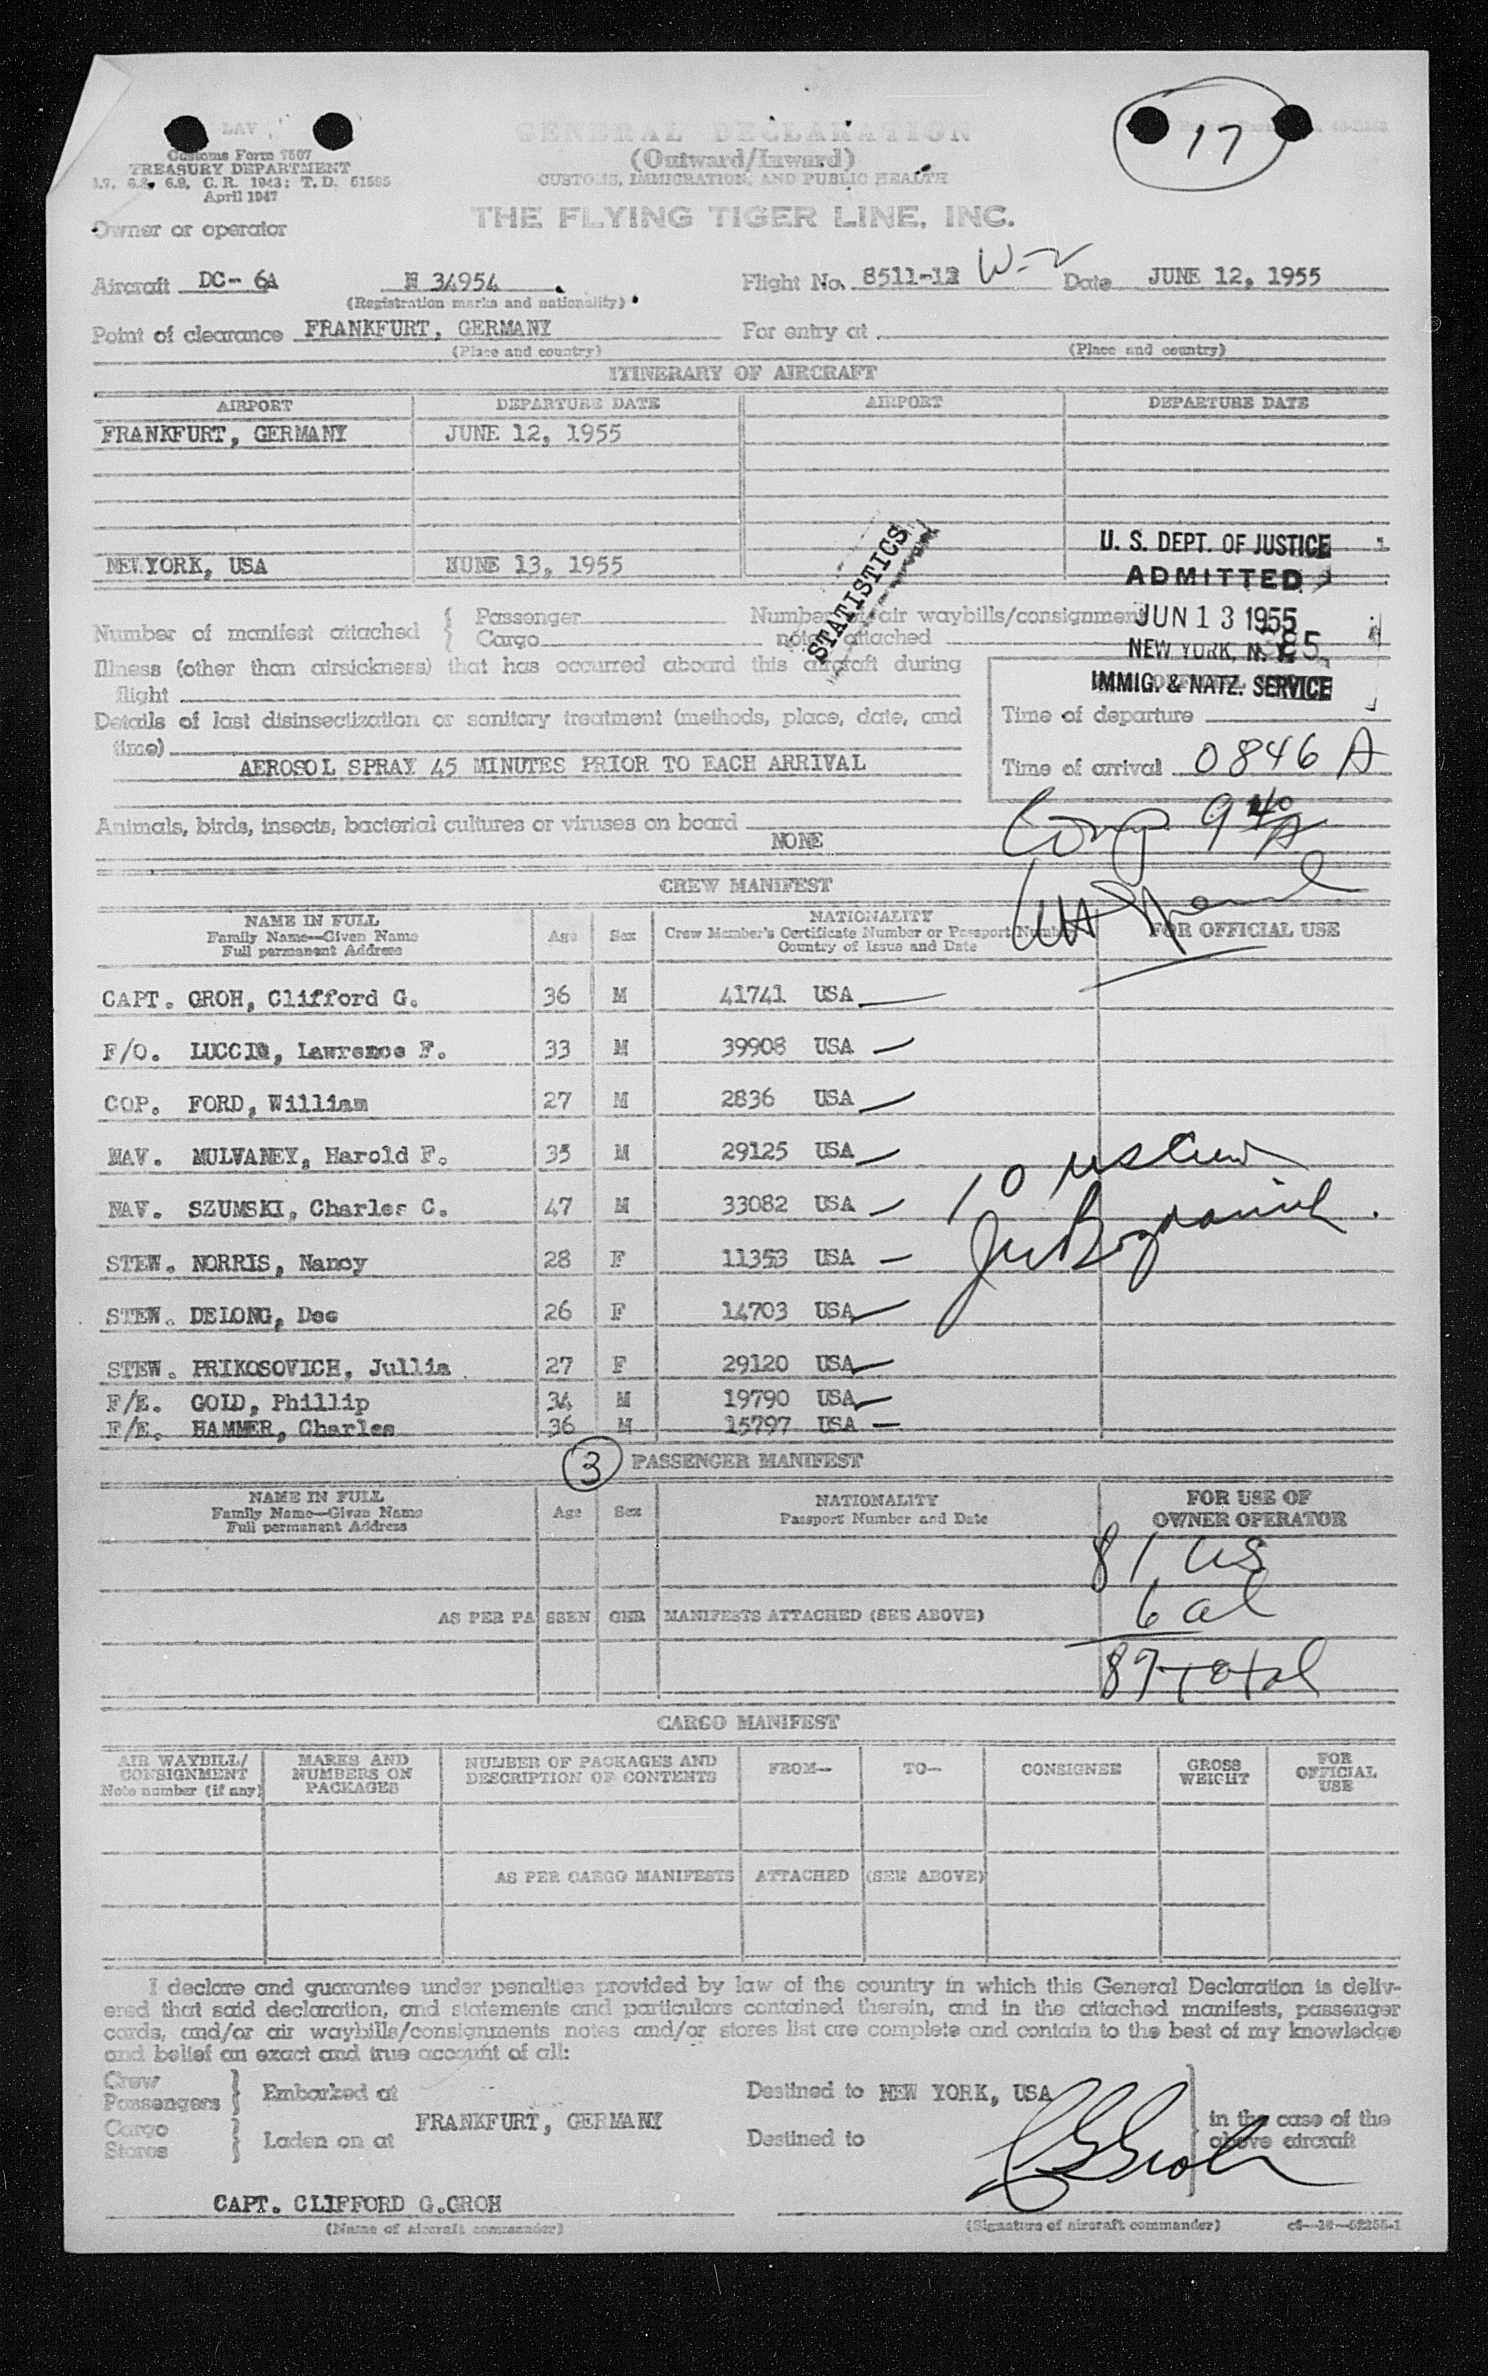 LAV
17
Customs Form 7507
TREASURY DEPARTMENT
April 1947
GENERAL DECLARATION
(Outward/Inward)
CUSTOMS, IMMIGRATION, AND PUBLIC HEALTH
THE FLYING TIGER LINE, INC.
Owner or operator
Aircraft DC- 6A N 34954 Flight No. 8511-12 W-2 Date JUNE 12, 1955
(Registration marks and nationality)
Point of clearance FRANKFURT, GERMANY For entry at
(Place and country) (Place and country)
ITINERARY OF AIRCRAFT
AIRPORT DEPARTURE DATE AIRPORT DEPARTURE DATE
FRANKFURT, GERMANY JUNE 12, 1955
NEW YORK, USA NUNE 13, 1955
STATISTICS
U. S. DEPT. OF JUSTICE
ADMITTED
JUN 13 1955
NEW YORK, N.Y.
IMMIG. & NATZ. SERVICE
Number of manifest attached { Passenger Number of air waybills/consignment
Cargo notes attached
Illness (other than airsickness) that has occurred aboard this aircraft during
flight
Details of last disinsectization or sanitary treatment (methods, place, date, and
time)
AEROSOL SPRAY 45 MINUTES PRIOR TO EACH ARRIVAL
Time of departure
Time of arrival 0846 A
Animals, birds, insects, bacterial cultures or viruses on board
NONE
9 40 A
CREW MANIFEST
NAME IN FULL Age Sex NATIONALITY FOR OFFICIAL USE
Family Name—Given Name Crew Member's Certificate Number or Passport Number
Full permanent Address Country of Issue and Date
CAPT. GROH, Clifford G. 36 M 41741 USA
F/O. LUCCIO, Lawrence F. 33 M 39908 USA
COP. FORD, William 27 M 2836 USA
NAV. MULVANEY, Harold F. 35 M 29125 USA
NAV. SZUMSKI, Charles C. 47 M 33082 USA
STEW. NORRIS, Nancy 28 F 11353 USA
STEW. DELONG, Dee 26 F 14703 USA
STEW. PRIKOSOVICH, Jullia 27 F 29120 USA
F/E. GOLD, Phillip 34 M 19790 USA
F/E. HAMMER, Charles 36 M 15797 USA
10
3 PASSENGER MANIFEST
NAME IN FULL Age Sex NATIONALITY FOR USE OF
Family Name—Given Name Passport Number and Date OWNER OPERATOR
Full permanent Address
81 US
AS PER PASSENGER MANIFESTS ATTACHED (SEE ABOVE) 6 al
87 total
CARGO MANIFEST
AIR WAYBILL/ MARKS AND NUMBER OF PACKAGES AND FROM— TO— CONSIGNEE GROSS FOR
CONSIGNMENT NUMBERS ON DESCRIPTION OF CONTENTS WEIGHT OFFICIAL
Note number (if any) PACKAGES USE
AS PER CARGO MANIFESTS ATTACHED (SEE ABOVE)
I declare and guarantee under penalties provided by law of the country in which this General Declaration is deliv-
ered that said declaration, and statements and particulars contained therein, and in the attached manifests, passenger
cards, and/or air waybills/consignments notes and/or stores list are complete and contain to the best of my knowledge
and belief an exact and true account of all:
Crew
Passengers } Embarked at Destined to NEW YORK, USA
FRANKFURT, GERMANY in the case of the
Cargo above aircraft
Stores } Laden on at Destined to
C G Groh
CAPT. CLIFFORD G.GROH
(Name of aircraft commander) (Signature of aircraft commander)